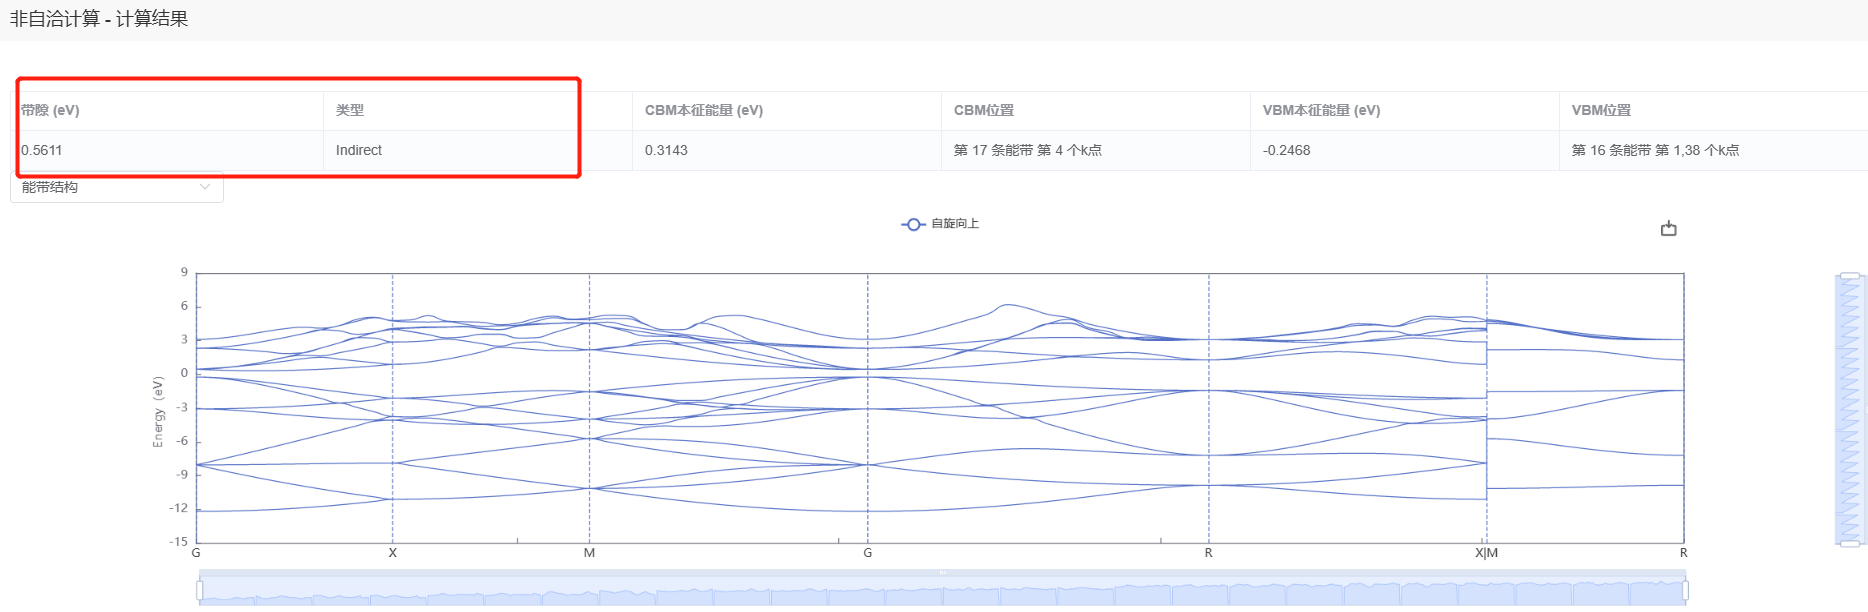 非自洽计算 - 计算结果
带隙 (eV) 类型 CBM本征能量 (eV) CBM位置 VBM本征能量 (eV) VBM位置
0.5611 Indirect 0.3143 第 17 条能带 第 4 个k点 -0.2468 第 16 条能带 第 1,38 个k点
能带结构
自旋向上
9
6
3
0
-3
-6
-9
-12
-15
Energy (eV)
G X M G R X|M R